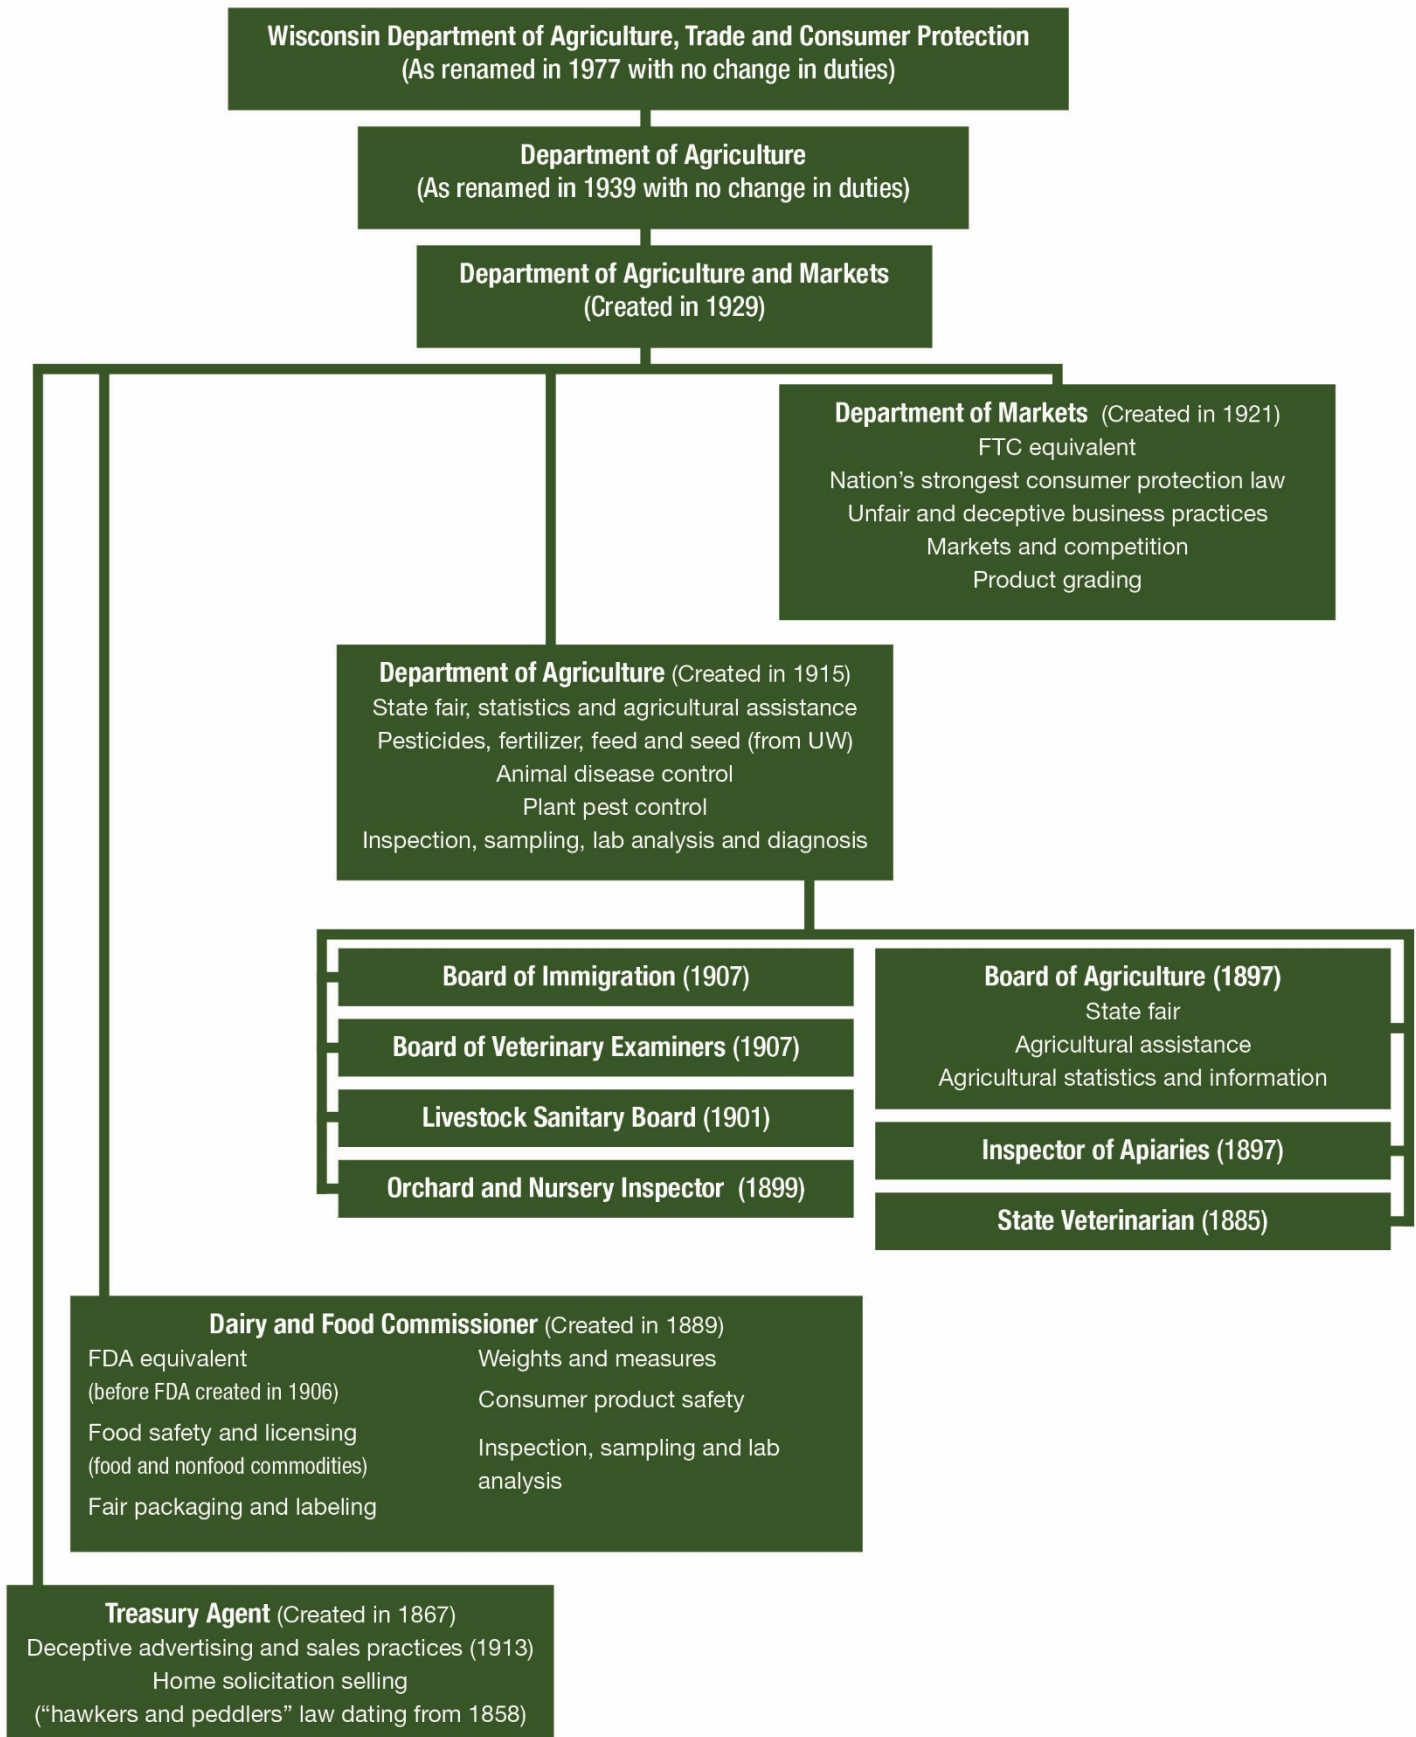 Wisconsin Department of Agriculture, Trade and Consumer Protection
(As renamed in 1977 with no change in duties)
Department of Agriculture
(As renamed in 1939 with no change in duties)
Department of Agriculture and Markets
(Created in 1929)
Department of Markets (Created in 1921)
FTC equivalent
Nation’s strongest consumer protection law
Unfair and deceptive business practices
Markets and competition
Product grading
Department of Agriculture (Created in 1915)
State fair, statistics and agricultural assistance
Pesticides, fertilizer, feed and seed (from UW)
Animal disease control
Plant pest control
Inspection, sampling, lab analysis and diagnosis
Board of Immigration (1907)
Board of Veterinary Examiners (1907)
Livestock Sanitary Board (1901)
Orchard and Nursery Inspector (1899)
Board of Agriculture (1897)
State fair
Agricultural assistance
Agricultural statistics and information
Inspector of Apiaries (1897)
State Veterinarian (1885)
Dairy and Food Commissioner (Created in 1889)
FDA equivalent
(before FDA created in 1906)
Food safety and licensing
(food and nonfood commodities)
Fair packaging and labeling
Weights and measures
Consumer product safety
Inspection, sampling and lab
analysis
Treasury Agent (Created in 1867)
Deceptive advertising and sales practices (1913)
Home solicitation selling
(“hawkers and peddlers” law dating from 1858)